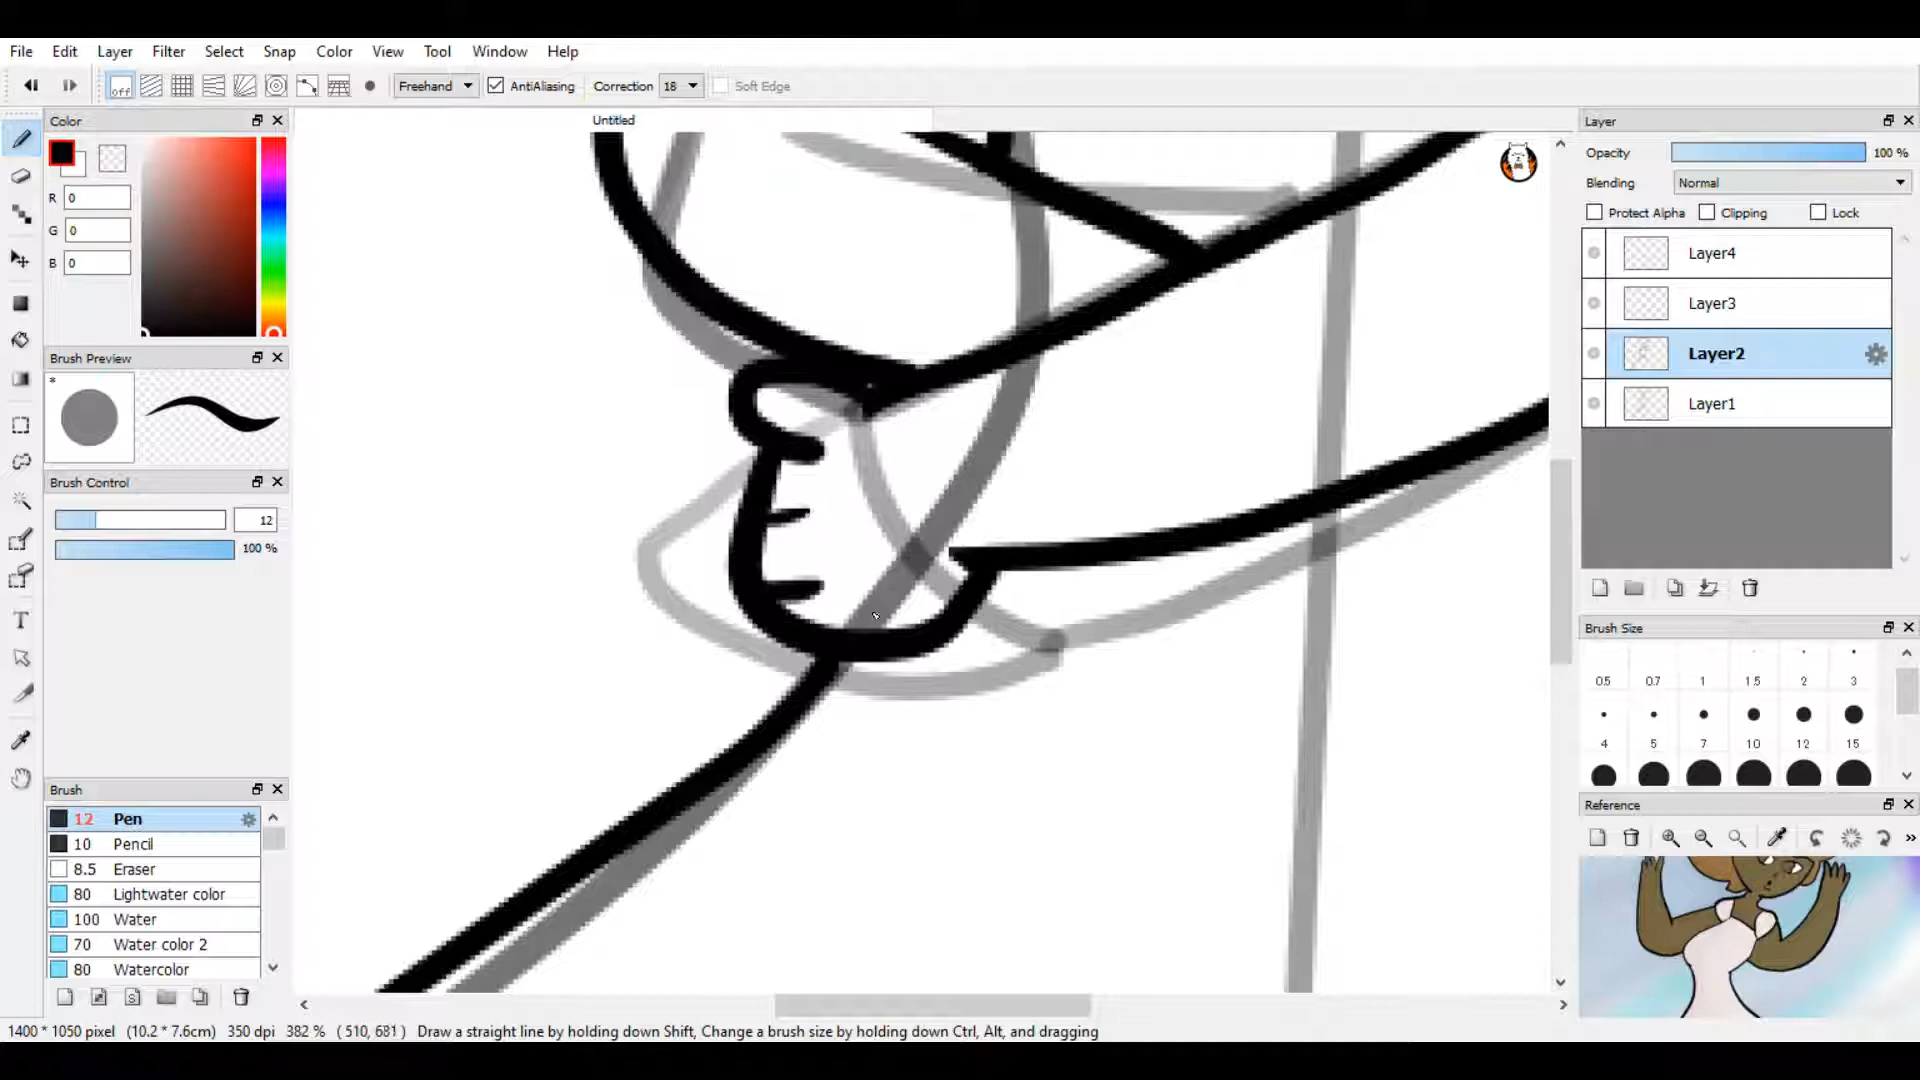 File Edit Layer Filter Select Snap Color View Tool Window Help
off Freehand AntiAliasing Correction 18 Soft Edge
Color
Untitled
Layer
R 0
G 0
B 0
Opacity 100 %
Blending Normal
Protect Alpha Clipping Lock
Layer4
Layer3
Layer2
Layer1
Brush Preview
*
Brush Control
12
100 %
Brush Size
0.5 0.7 1 1.5 2 3
4 5 7 10 12 15
Brush
12 Pen
10 Pencil
8.5 Eraser
80 Lightwater color
100 Water
70 Water color 2
80 Watercolor
Reference
1400 * 1050 pixel (10.2 * 7.6cm) 350 dpi 382 % ( 510, 681 ) Draw a straight line by holding down Shift, Change a brush size by holding down Ctrl, Alt, and dragging